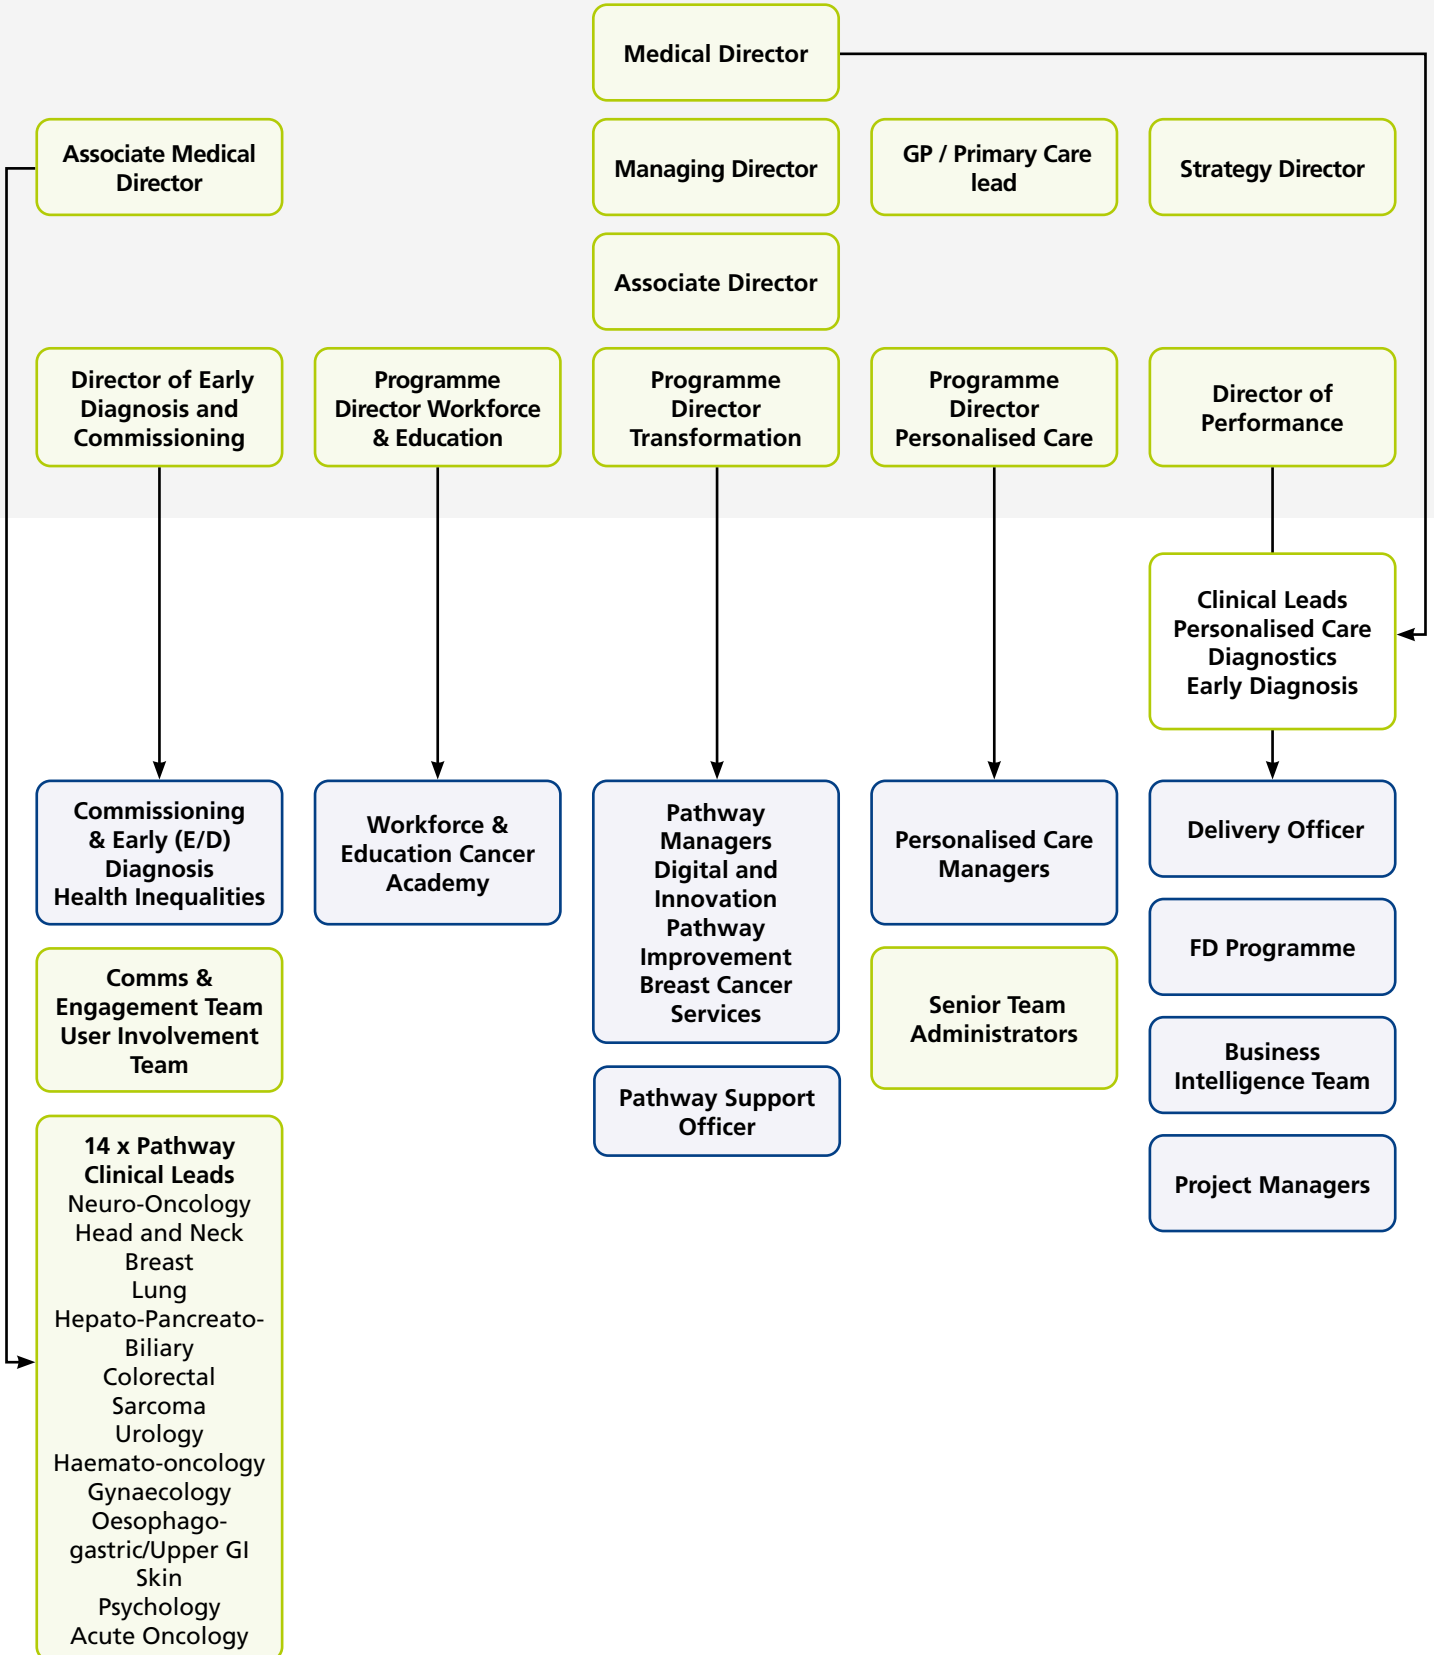 Medical Director
Associate Medical
Director
Managing Director
GP / Primary Care
lead
Strategy Director
Associate Director
Director of Early
Diagnosis and
Commissioning
Programme
Director Workforce
& Education
Programme
Director
Transformation
Programme
Director
Personalised Care
Director of
Performance
Clinical Leads
Personalised Care
Diagnostics
Early Diagnosis
Commissioning
& Early (E/D)
Diagnosis
Health Inequalities
Workforce &
Education Cancer
Academy
Pathway
Managers
Digital and
Innovation
Pathway
Improvement
Breast Cancer
Services
Personalised Care
Managers
Delivery Officer
FD Programme
Comms &
Engagement Team
User Involvement
Team
Senior Team
Administrators
Business
Intelligence Team
Pathway Support
Officer
Project Managers
14 x Pathway
Clinical Leads
Neuro-Oncology
Head and Neck
Breast
Lung
Hepato-Pancreato-
Biliary
Colorectal
Sarcoma
Urology
Haemato-oncology
Gynaecology
Oesophago-
gastric/Upper GI
Skin
Psychology
Acute Oncology